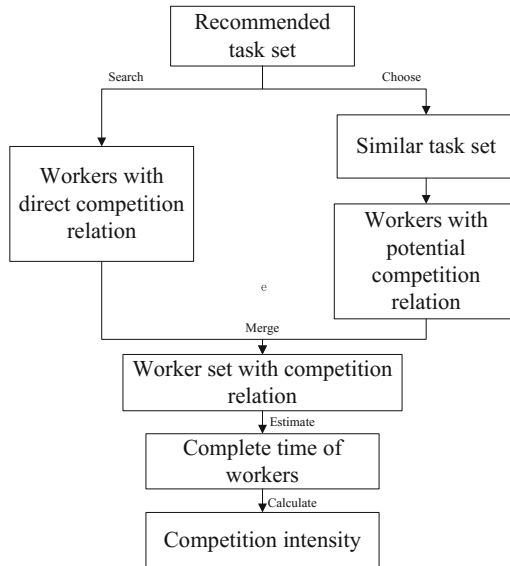 Recommended
task set
Search
Choose
Workers with
direct competition
relation
Similar task set
Workers with
potential
competition
relation
e
Merge
Worker set with competition
relation
Estimate
Complete time of
workers
Calculate
Competition intensity